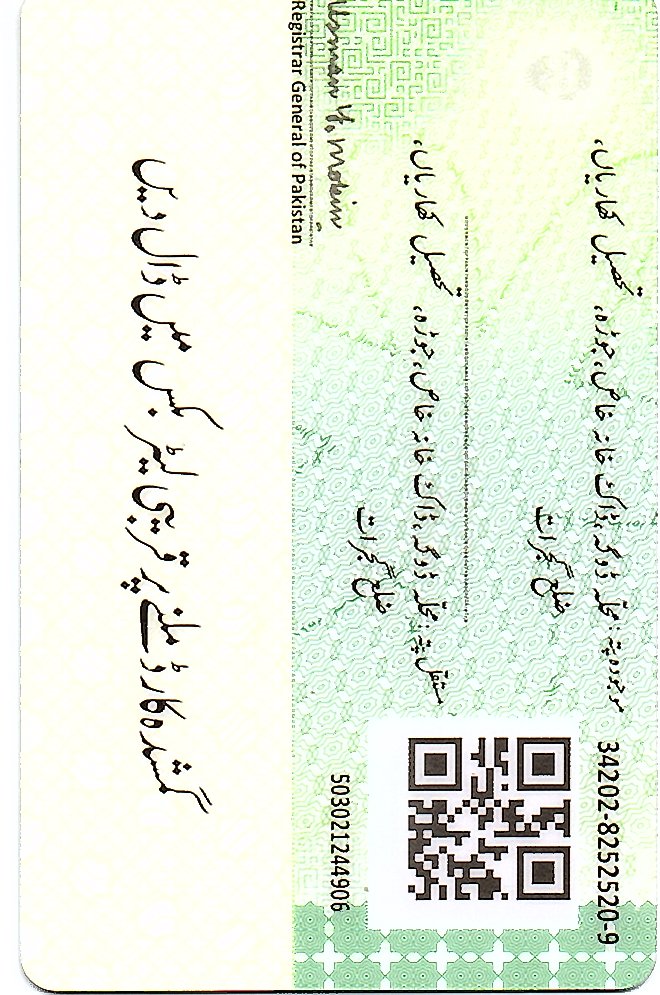 34202-8252520-9
موجودہ پتہ: محلّہ ڈوگہ، ڈاک خانہ خاص، جوڑہ، تحصیل کھاریاں،
ضلع گجرات
مستقل پتہ: محلّہ ڈوگہ، ڈاک خانہ خاص، جوڑہ، تحصیل کھاریاں،
ضلع گجرات
503021244906
Usman Y. Mobin
Registrar General of Pakistan
گمشدہ کارڈ ملنے پر قریبی لیٹر بکس میں ڈال دیں